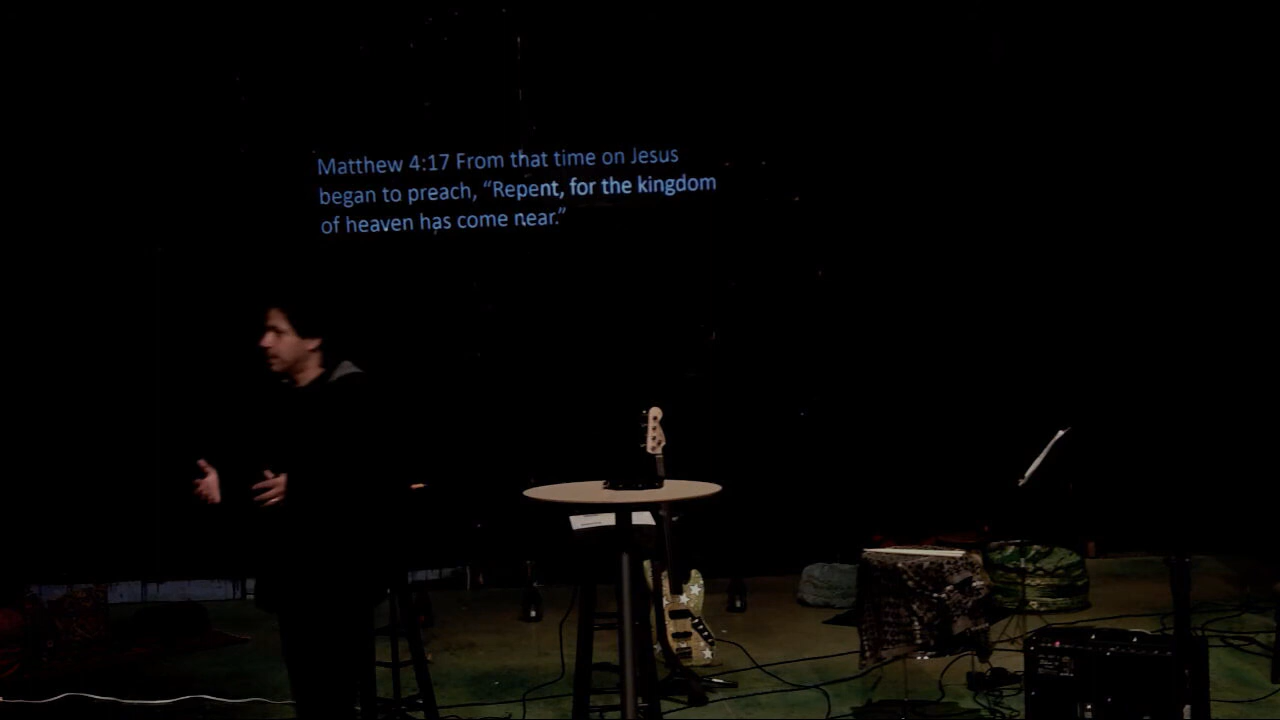 Matthew 4:17 From that time on Jesus
began to preach, “Repent, for the kingdom
of heaven has come near.”